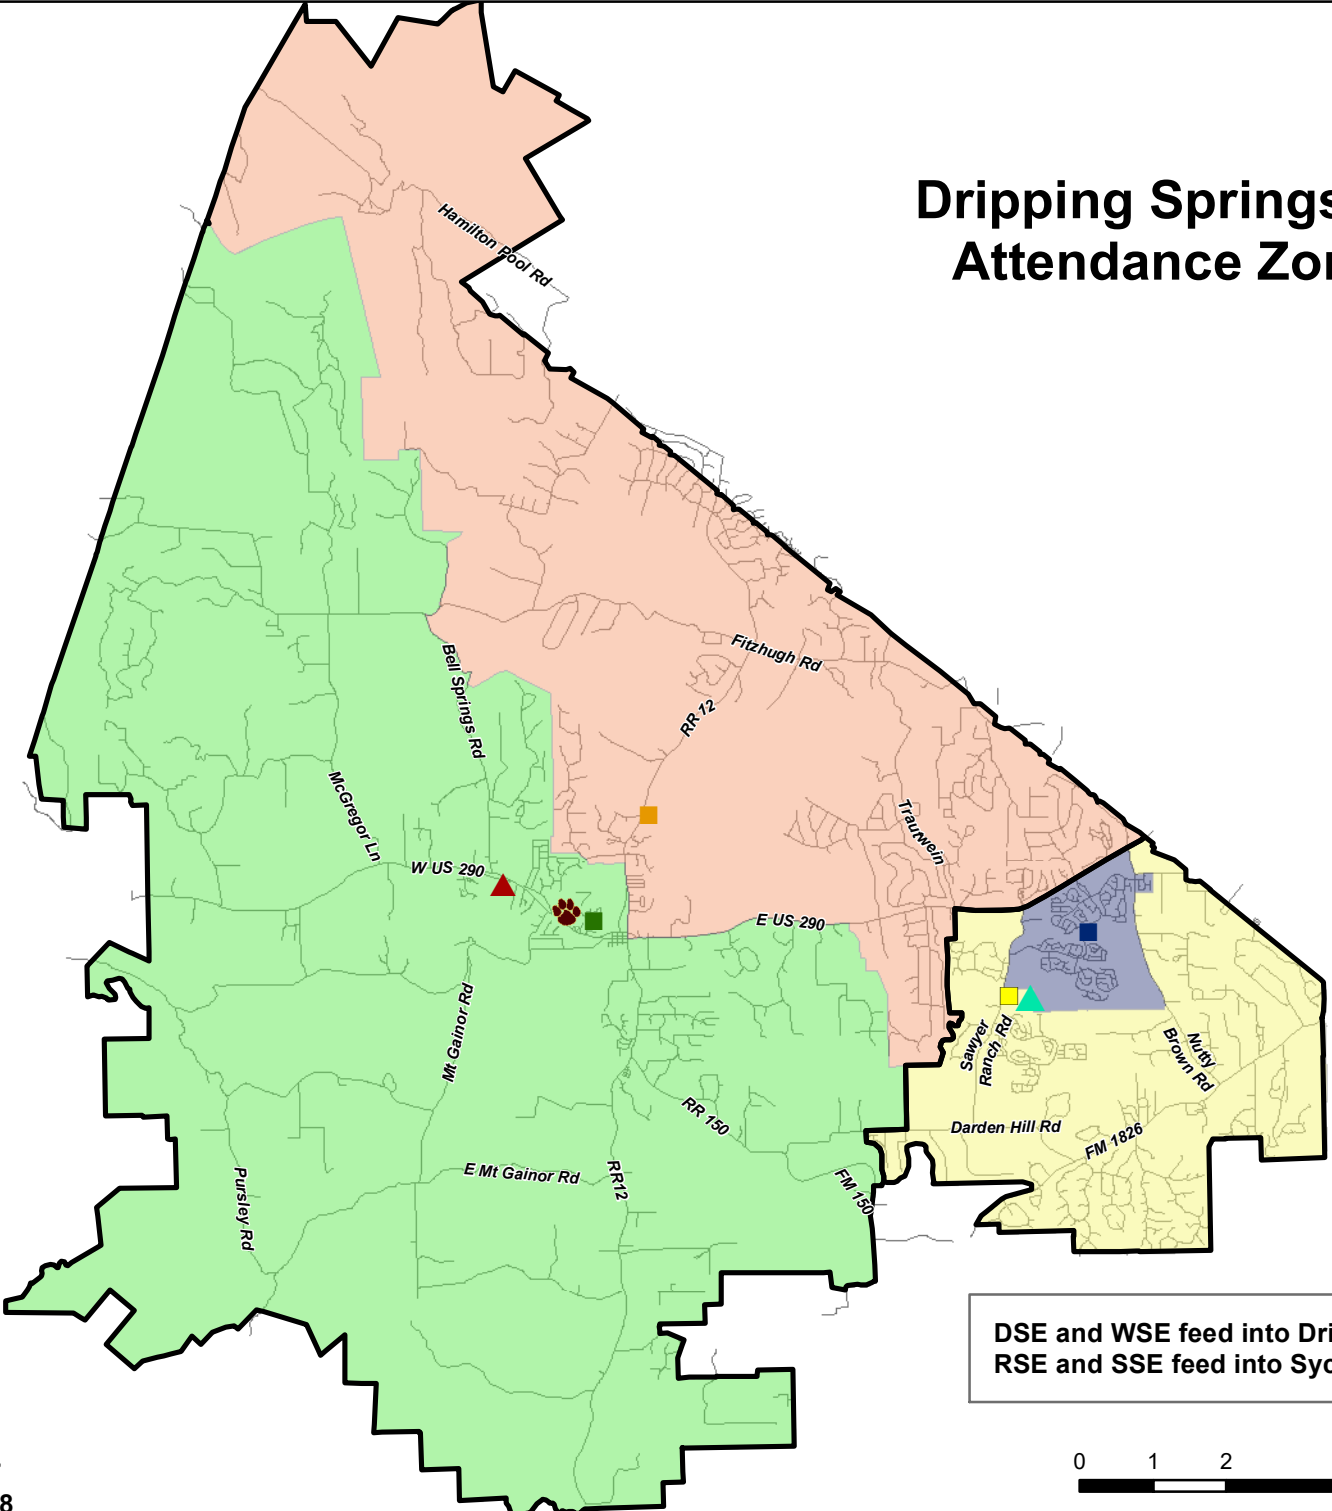 Dripping Springs
Attendance Zo
Hamilton Pool Rd
Fitzhugh Rd
Bell Springs Rd
RR 12
McGregor Ln
Trautwein
W US 290
E US 290
Mt Gainor Rd
Sawyer
Ranch Rd
Nutty
Brown Rd
RR 150
Darden Hill Rd
FM 1826
Pursley Rd
E Mt Gainor Rd
RR12
FM 150
DSE and WSE feed into Dri
RSE and SSE feed into Syc
0 1 2
8